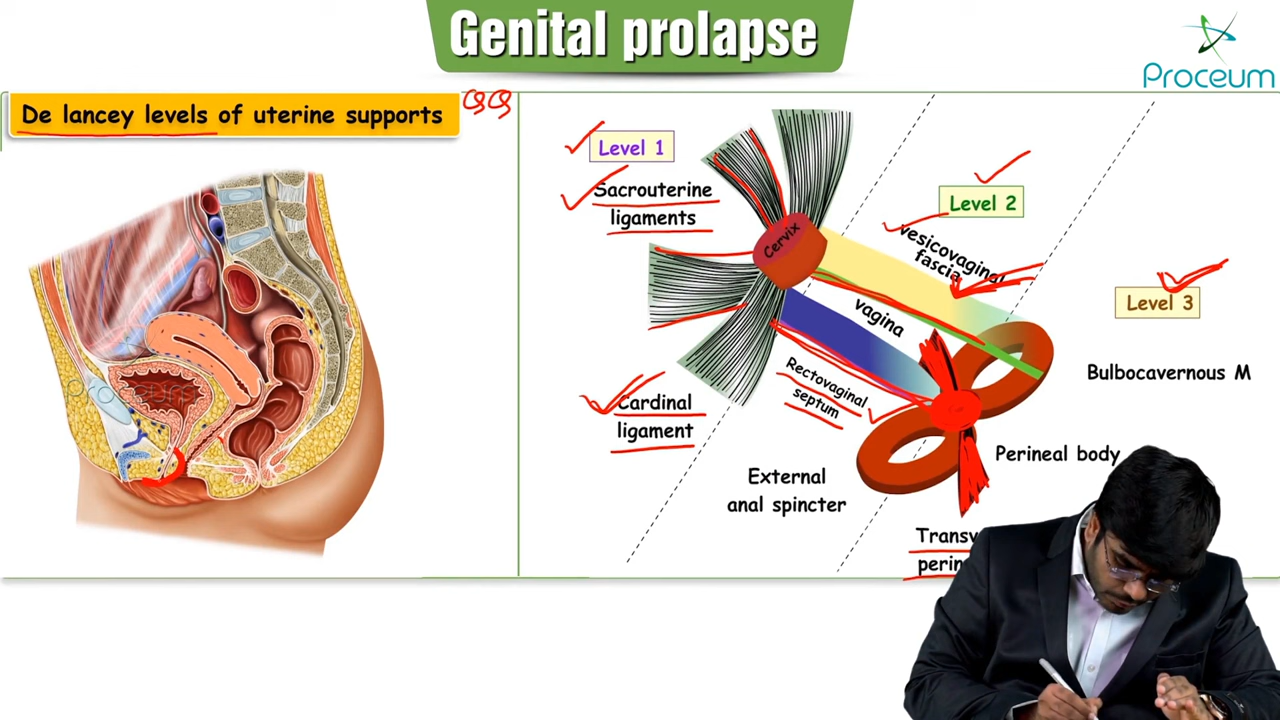 Genital prolapse
Proceum
De lancey levels of uterine supports
Level 1
Sacrouterine
ligaments
Level 2
vesicovaginal
fascia
Cervix
vagina
Level 3
Rectovaginal
septum
Bulbocavernous M
Cardinal
ligament
Perineal body
External
anal spincter
Proceum